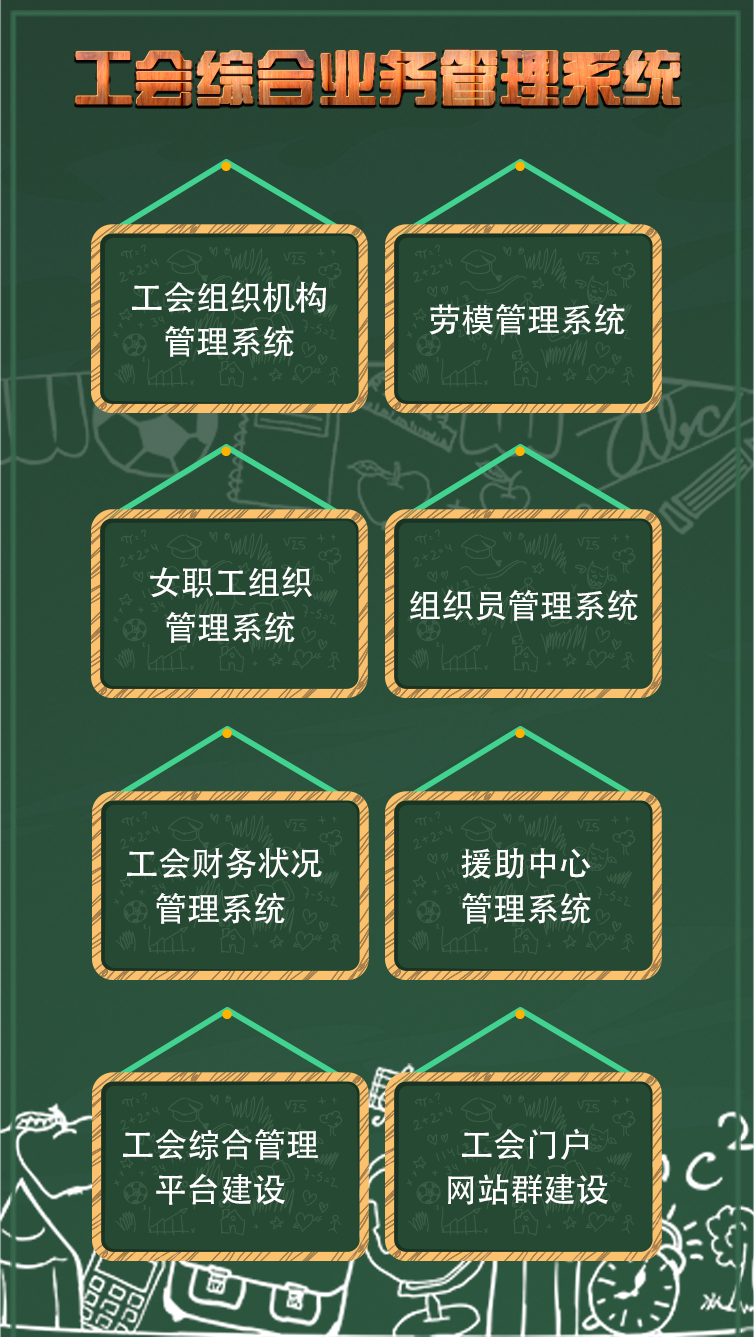 工会综合业务管理系统
工会组织机构
管理系统
劳模管理系统
女职工组织
管理系统
组织员管理系统
工会财务状况
管理系统
援助中心
管理系统
工会综合管理
平台建设
工会门户
网站群建设
Abc